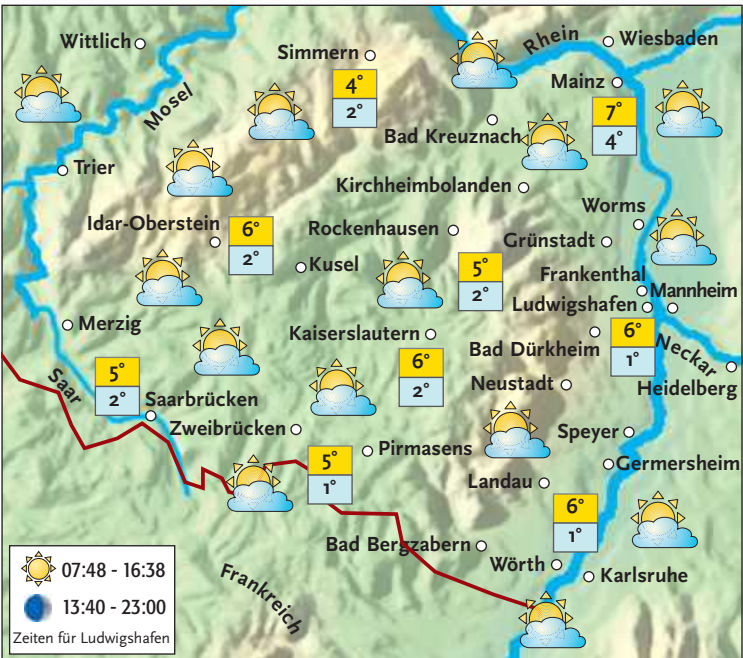 Wittlich
Simmern
Rhein
Wiesbaden
Mainz
4°
2°
Mosel
7°
4°
Bad Kreuznach
Trier
Kirchheimbolanden
Idar-Oberstein
6°
2°
Rockenhausen
Worms
Grünstadt
Kusel
5°
2°
Frankenthal
Ludwigshafen
Mannheim
Merzig
Kaiserslautern
Bad Dürkheim
6°
1°
Neckar
6°
2°
5°
2°
Saar
Saarbrücken
Neustadt
Heidelberg
Zweibrücken
Pirmasens
Speyer
5°
1°
Germersheim
Landau
6°
1°
Bad Bergzabern
Wörth
Karlsruhe
Frankreich
07:48 - 16:38
13:40 - 23:00
Zeiten für Ludwigshafen